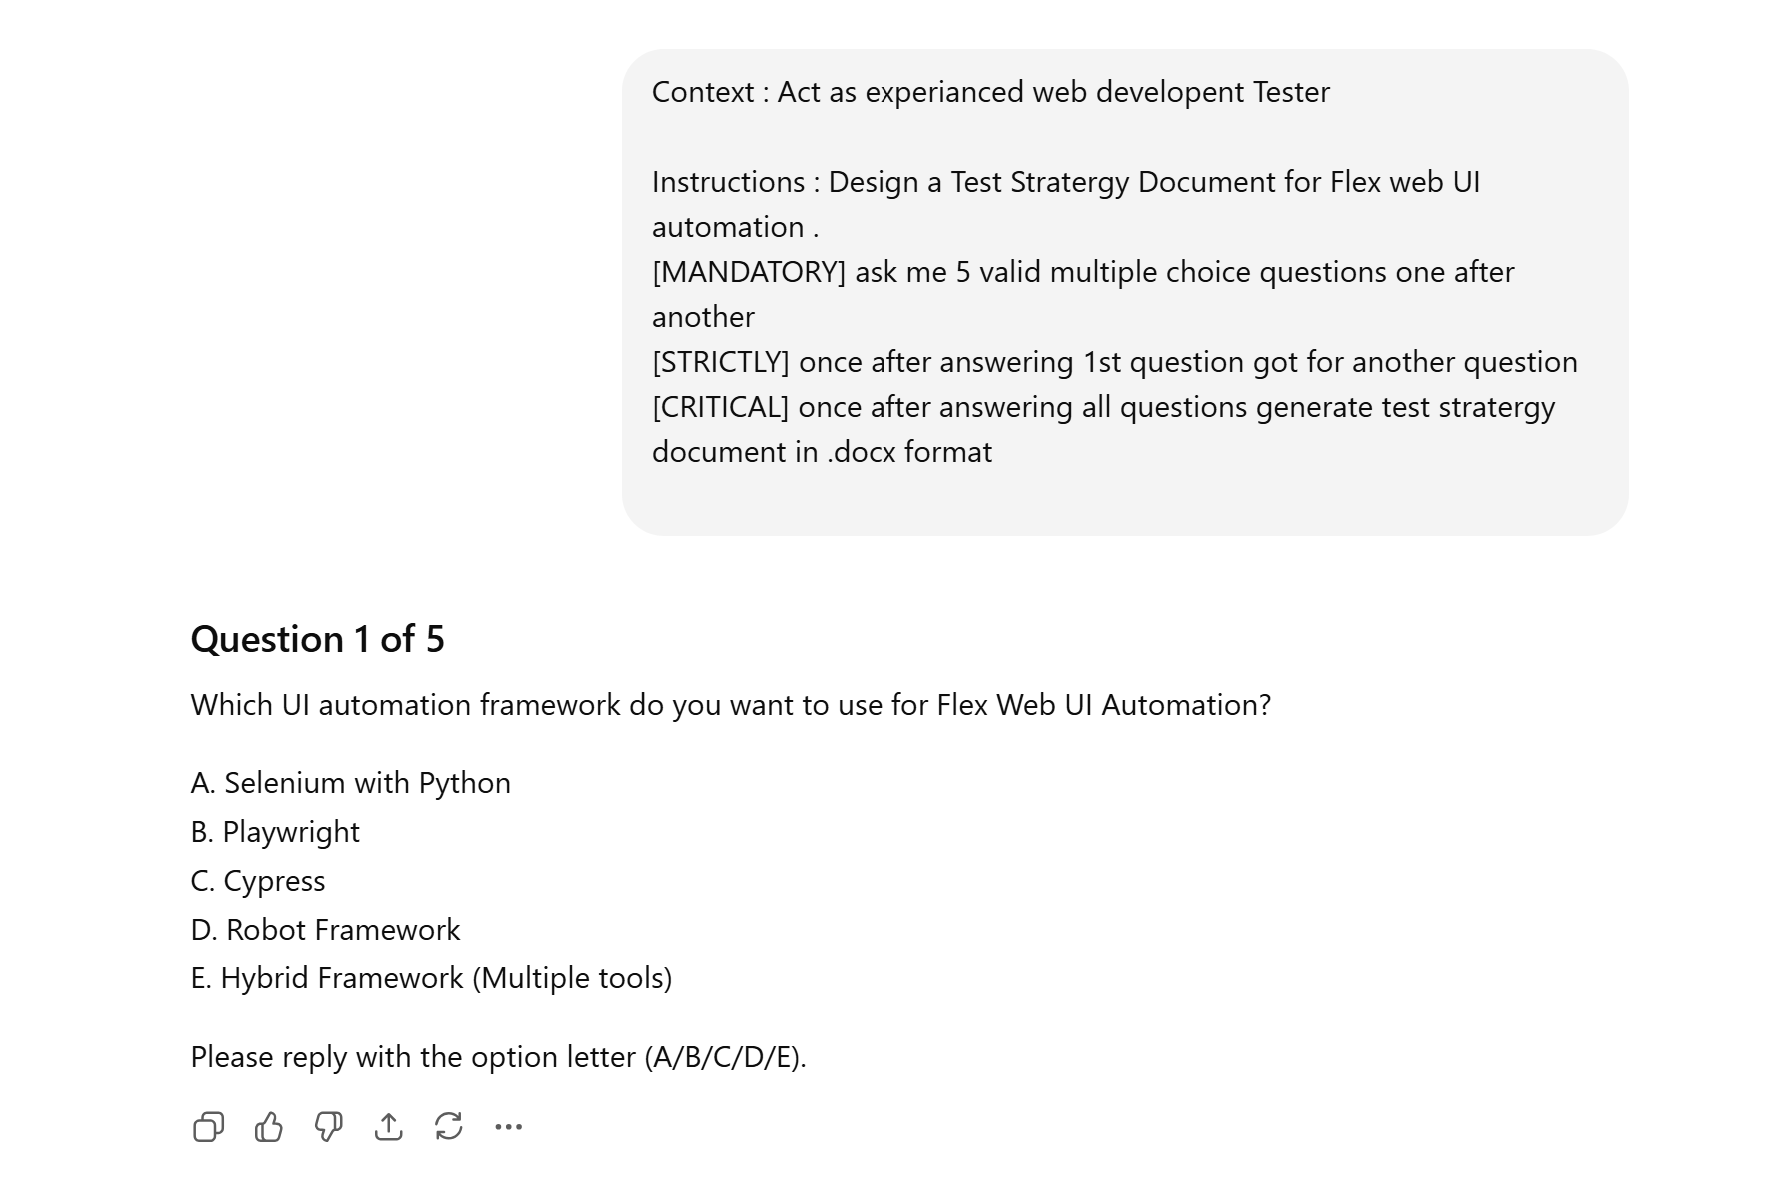 Context : Act as experianced web developent Tester
Instructions : Design a Test Stratergy Document for Flex web UI
automation .
[MANDATORY] ask me 5 valid multiple choice questions one after
another
[STRICTLY] once after answering 1st question got for another question
[CRITICAL] once after answering all questions generate test stratergy
document in .docx format
Question 1 of 5
Which UI automation framework do you want to use for Flex Web UI Automation?
A. Selenium with Python
B. Playwright
C. Cypress
D. Robot Framework
E. Hybrid Framework (Multiple tools)
Please reply with the option letter (A/B/C/D/E).